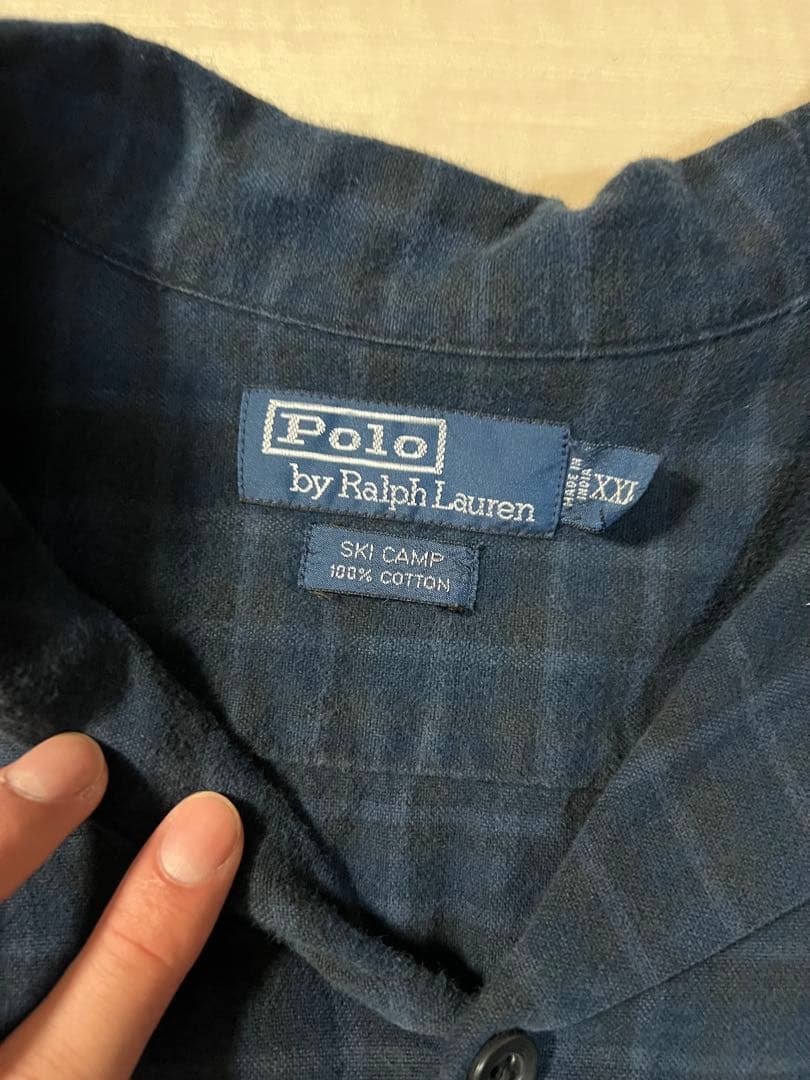 Polo
by Ralph Lauren
MADE IN
INDIA
XXL
SKI CAMP
100% COTTON